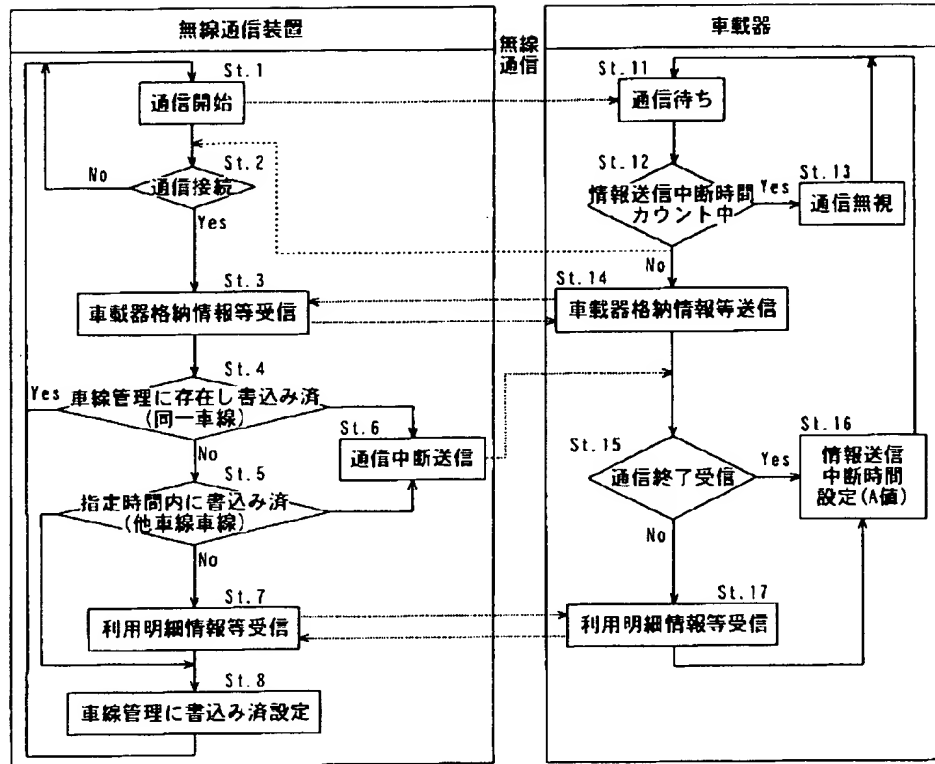 無線通信装置
無線
通信
車載器
St.1
通信開始
St.2
通信接続
No
Yes
St.3
車載器格納情報等受信
St.4
車線管理に存在し書込み済
(同一車線)
Yes
No
St.5
指定時間内に書込み済
(他車線車線)
No
St.6
通信中断送信
St.7
利用明細情報等受信
St.8
車線管理に書込み済設定
St.11
通信待ち
St.12
情報送信中断時間
カウント中
Yes
No
St.13
通信無視
St.14
車載器格納情報等送信
St.15
通信終了受信
Yes
No
St.16
情報送信
中断時間
設定(A値)
St.17
利用明細情報等受信